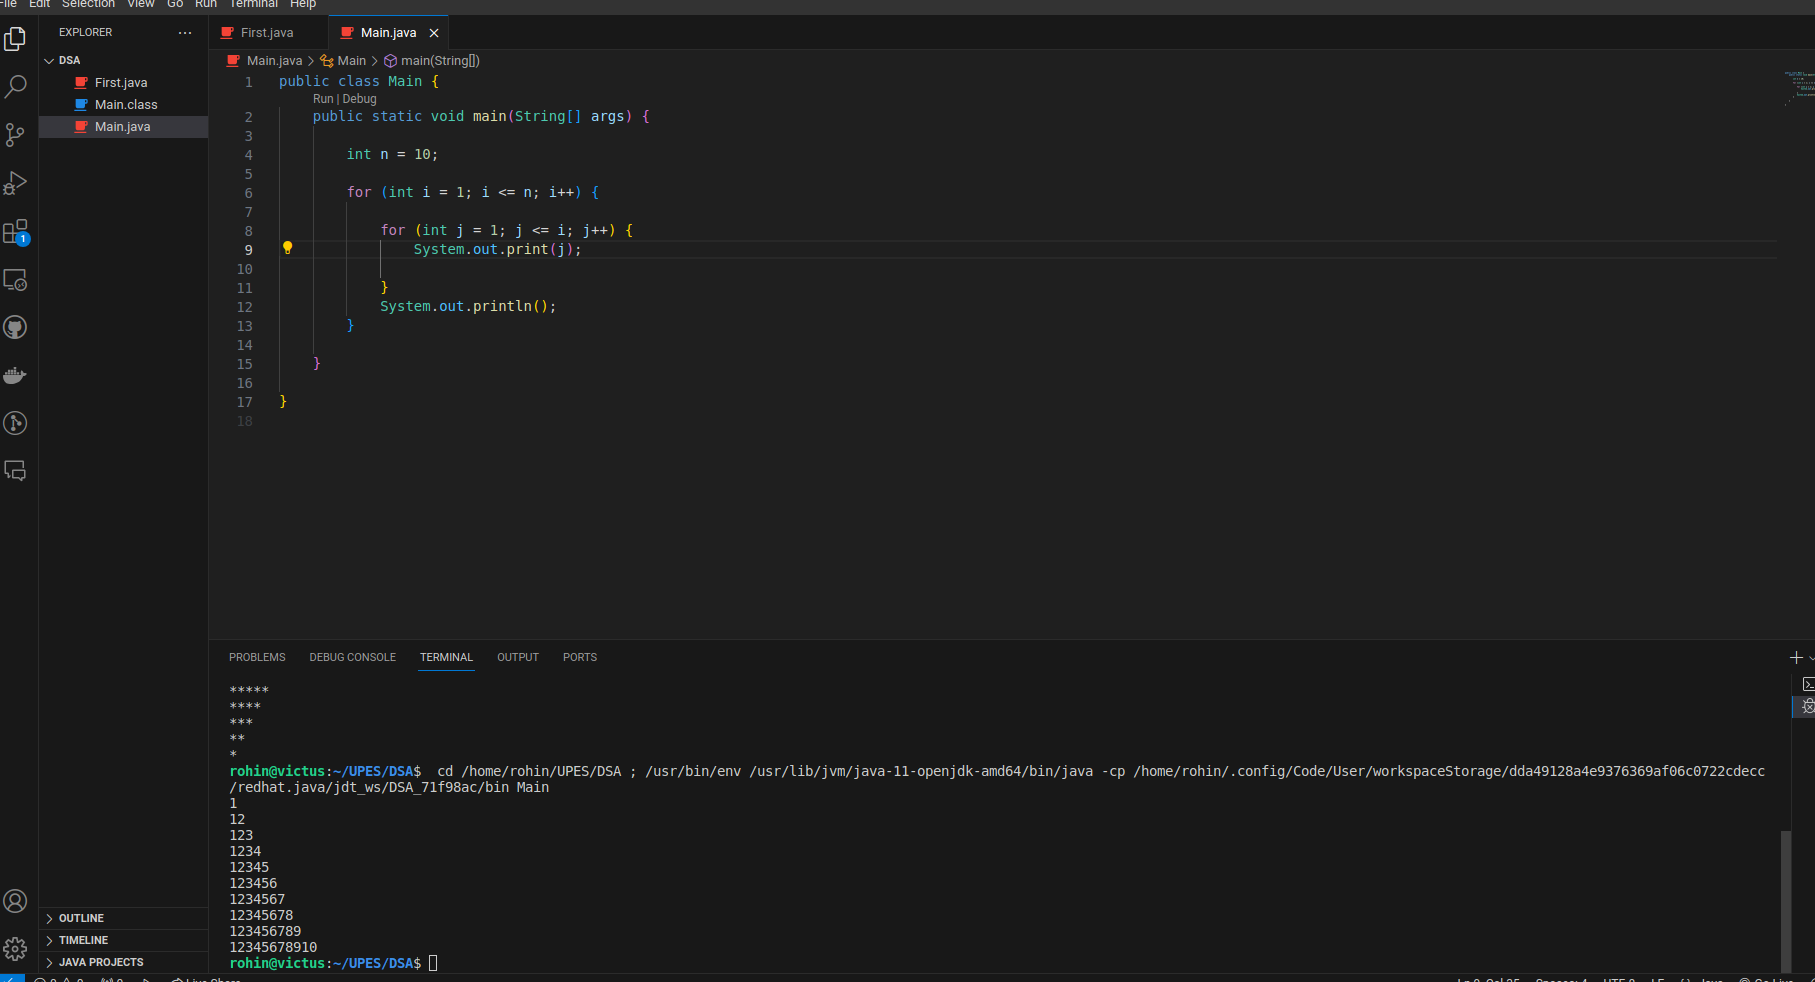 File Edit Selection View Go Run Terminal Help
EXPLORER
DSA
First.java
Main.class
Main.java
OUTLINE
TIMELINE
JAVA PROJECTS
First.java Main.java
Main.java > Main > main(String[])
1 public class Main {
Run | Debug
2 public static void main(String[] args) {
3
4 int n = 10;
5
6 for (int i = 1; i <= n; i++) {
7
8 for (int j = 1; j <= i; j++) {
9 System.out.print(j);
10
11 }
12 System.out.println();
13 }
14
15 }
16
17 }
18
1
PROBLEMS DEBUG CONSOLE TERMINAL OUTPUT PORTS
*****
****
***
**
*
rohin@victus:~/UPES/DSA$ cd /home/rohin/UPES/DSA ; /usr/bin/env /usr/lib/jvm/java-11-openjdk-amd64/bin/java -cp /home/rohin/.config/Code/User/workspaceStorage/dda49128a4e9376369af06c0722cdecc
/redhat.java/jdt_ws/DSA_71f98ac/bin Main
1
12
123
1234
12345
123456
1234567
12345678
123456789
12345678910
rohin@victus:~/UPES/DSA$